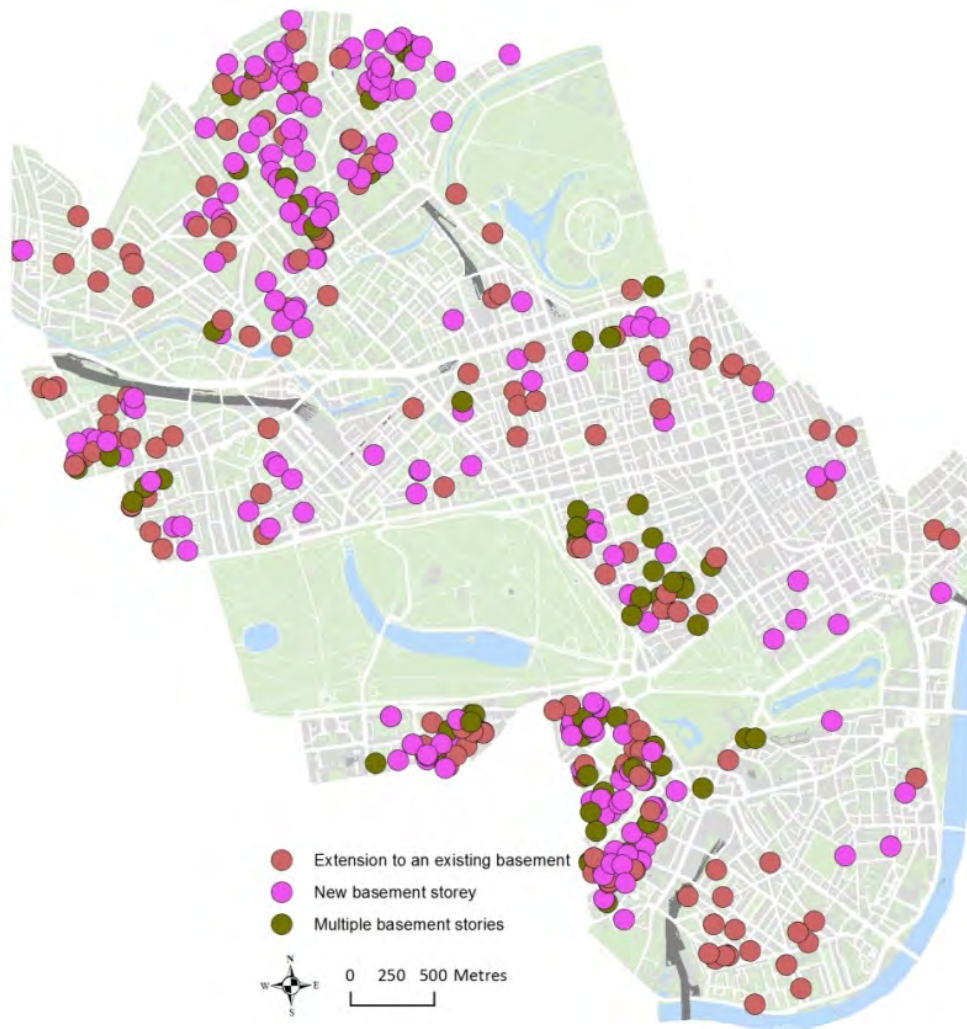 Extension to an existing basement
New basement storey
Multiple basement stories
N
W E
S
0 250 500 Metres